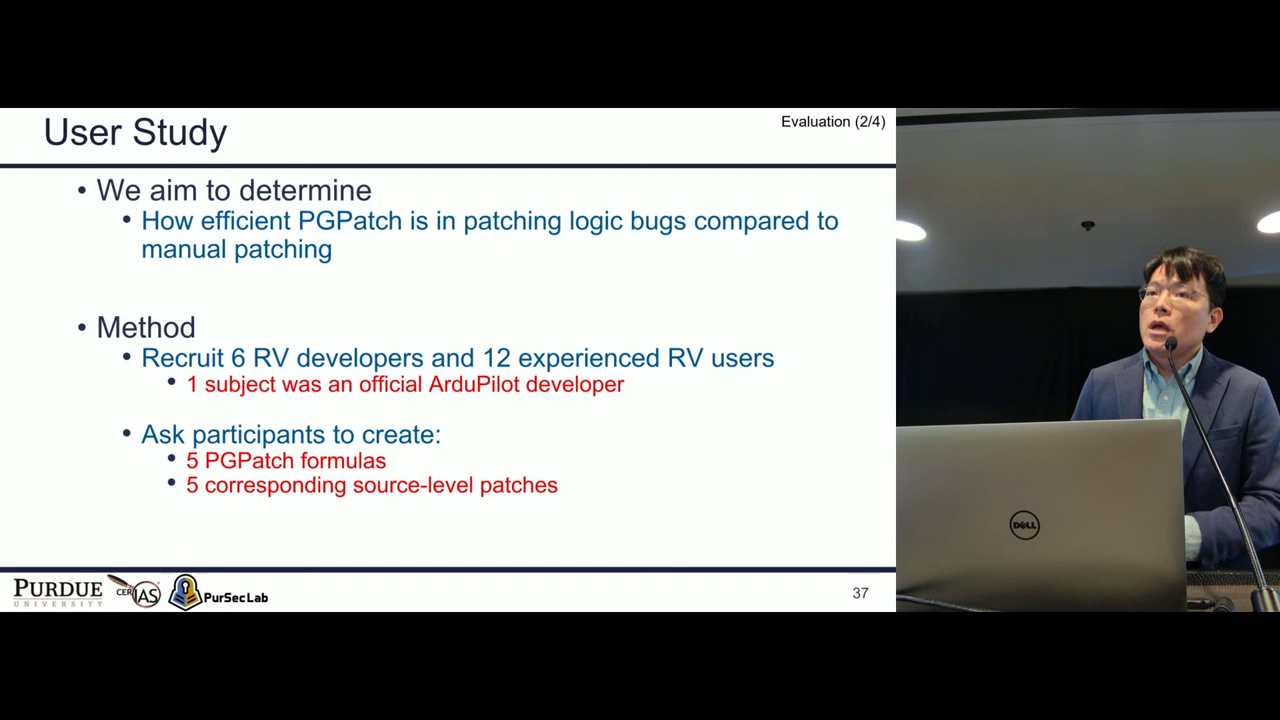 User Study
Evaluation (2/4)
• We aim to determine
• How efficient PGPatch is in patching logic bugs compared to
manual patching
• Method
• Recruit 6 RV developers and 12 experienced RV users
• 1 subject was an official ArduPilot developer
• Ask participants to create:
• 5 PGPatch formulas
• 5 corresponding source-level patches
PURDUE
UNIVERSITY
CERIAS
PurSecLab
37
DELL